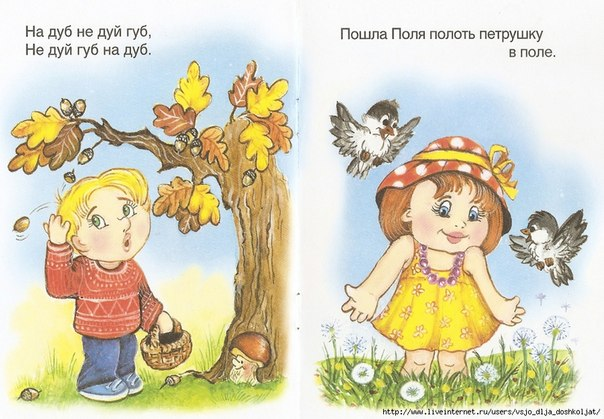 На дуб не дуй губ,
Не дуй губ на дуб.
Пошла Поля полоть петрушку
в поле.
http://www.liveinternet.ru/users/vsjo_dlja_doshkoljat/